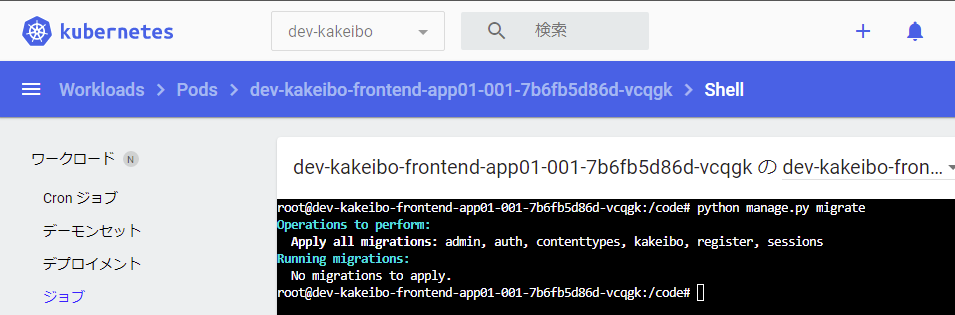 kubernetes
dev-kakeibo
検索
Workloads > Pods > dev-kakeibo-frontend-app01-001-7b6fb5d86d-vcqgk > Shell
ワークロード N
Cron ジョブ
デーモンセット
デプロイメント
ジョブ
dev-kakeibo-frontend-app01-001-7b6fb5d86d-vcqgk の dev-kakeibo-fron...
root@dev-kakeibo-frontend-app01-001-7b6fb5d86d-vcqgk:/code# python manage.py migrate
Operations to perform:
  Apply all migrations: admin, auth, contenttypes, kakeibo, register, sessions
Running migrations:
  No migrations to apply.
root@dev-kakeibo-frontend-app01-001-7b6fb5d86d-vcqgk:/code#